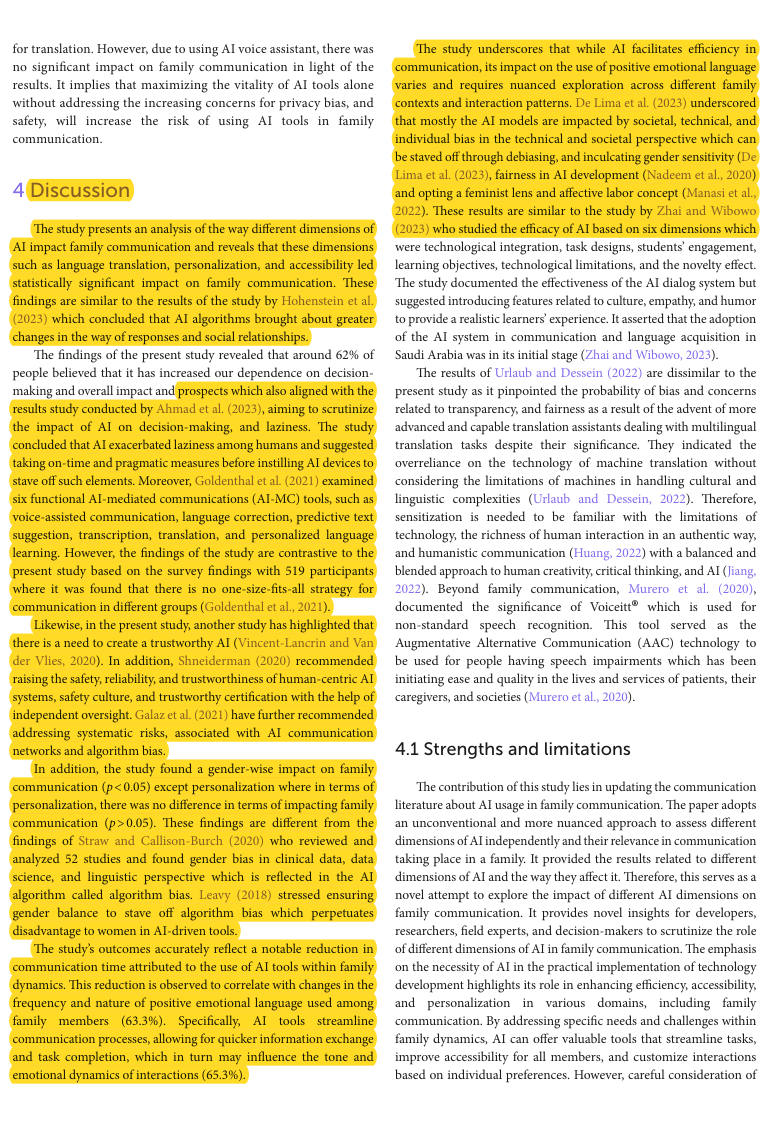 for translation. However, due to using AI voice assistant, there was
no significant impact on family communication in light of the
results. It implies that maximizing the vitality of AI tools alone
without addressing the increasing concerns for privacy bias, and
safety, will increase the risk of using AI tools in family
communication.
4 Discussion
The study presents an analysis of the way different dimensions of
AI impact family communication and reveals that these dimensions
such as language translation, personalization, and accessibility led
statistically significant impact on family communication. These
findings are similar to the results of the study by Hohenstein et al.
(2023) which concluded that AI algorithms brought about greater
changes in the way of responses and social relationships.
The findings of the present study revealed that around 62% of
people believed that it has increased our dependence on decision-
making and overall impact and prospects which also aligned with the
results study conducted by Ahmad et al. (2023), aiming to scrutinize
the impact of AI on decision-making, and laziness. The study
concluded that AI exacerbated laziness among humans and suggested
taking on-time and pragmatic measures before instilling AI devices to
stave off such elements. Moreover, Goldenthal et al. (2021) examined
six functional AI-mediated communications (AI-MC) tools, such as
voice-assisted communication, language correction, predictive text
suggestion, transcription, translation, and personalized language
learning. However, the findings of the study are contrastive to the
present study based on the survey findings with 519 participants
where it was found that there is no one-size-fits-all strategy for
communication in different groups (Goldenthal et al., 2021).
Likewise, in the present study, another study has highlighted that
there is a need to create a trustworthy AI (Vincent-Lancrin and Van
der Vlies, 2020). In addition, Shneiderman (2020) recommended
raising the safety, reliability, and trustworthiness of human-centric AI
systems, safety culture, and trustworthy certification with the help of
independent oversight. Galaz et al. (2021) have further recommended
addressing systematic risks, associated with AI communication
networks and algorithm bias.
In addition, the study found a gender-wise impact on family
communication (p < 0.05) except personalization where in terms of
personalization, there was no difference in terms of impacting family
communication (p > 0.05). These findings are different from the
findings of Straw and Callison-Burch (2020) who reviewed and
analyzed 52 studies and found gender bias in clinical data, data
science, and linguistic perspective which is reflected in the AI
algorithm called algorithm bias. Leavy (2018) stressed ensuring
gender balance to stave off algorithm bias which perpetuates
disadvantage to women in AI-driven tools.
The study's outcomes accurately reflect a notable reduction in
communication time attributed to the use of AI tools within family
dynamics. This reduction is observed to correlate with changes in the
frequency and nature of positive emotional language used among
family members (63.3%). Specifically, AI tools streamline
communication processes, allowing for quicker information exchange
and task completion, which in turn may influence the tone and
emotional dynamics of interactions (65.3%).
The study underscores that while AI facilitates efficiency in
communication, its impact on the use of positive emotional language
varies and requires nuanced exploration across different family
contexts and interaction patterns. De Lima et al. (2023) underscored
that mostly the AI models are impacted by societal, technical, and
individual bias in the technical and societal perspective which can
be staved off through debiasing, and inculcating gender sensitivity (De
Lima et al., 2023), fairness in AI development (Nadeem et al., 2020)
and opting a feminist lens and affective labor concept (Manasi et al.,
2022). These results are similar to the study by Zhai and Wibowo
(2023) who studied the efficacy of AI based on six dimensions which
were technological integration, task designs, students' engagement,
learning objectives, technological limitations, and the novelty effect.
The study documented the effectiveness of the AI dialog system but
suggested introducing features related to culture, empathy, and humor
to provide a realistic learners' experience. It asserted that the adoption
of the AI system in communication and language acquisition in
Saudi Arabia was in its initial stage (Zhai and Wibowo, 2023).
The results of Urlaub and Dessein (2022) are dissimilar to the
present study as it pinpointed the probability of bias and concerns
related to transparency, and fairness as a result of the advent of more
advanced and capable translation assistants dealing with multilingual
translation tasks despite their significance. They indicated the
overreliance on the technology of machine translation without
considering the limitations of machines in handling cultural and
linguistic complexities (Urlaub and Dessein, 2022). Therefore,
sensitization is needed to be familiar with the limitations of
technology, the richness of human interaction in an authentic way,
and humanistic communication (Huang, 2022) with a balanced and
blended approach to human creativity, critical thinking, and AI (Jiang,
2022). Beyond family communication, Murero et al. (2020),
documented the significance of Voiceitt® which is used for
non-standard speech recognition. This tool served as the
Augmentative Alternative Communication (AAC) technology to
be used for people having speech impairments which has been
initiating ease and quality in the lives and services of patients, their
caregivers, and societies (Murero et al., 2020).
4.1 Strengths and limitations
The contribution of this study lies in updating the communication
literature about AI usage in family communication. The paper adopts
an unconventional and more nuanced approach to assess different
dimensions of AI independently and their relevance in communication
taking place in a family. It provided the results related to different
dimensions of AI and the way they affect it. Therefore, this serves as a
novel attempt to explore the impact of different AI dimensions on
family communication. It provides novel insights for developers,
researchers, field experts, and decision-makers to scrutinize the role
of different dimensions of AI in family communication. The emphasis
on the necessity of AI in the practical implementation of technology
development highlights its role in enhancing efficiency, accessibility,
and personalization in various domains, including family
communication. By addressing specific needs and challenges within
family dynamics, AI can offer valuable tools that streamline tasks,
improve accessibility for all members, and customize interactions
based on individual preferences. However, careful consideration of